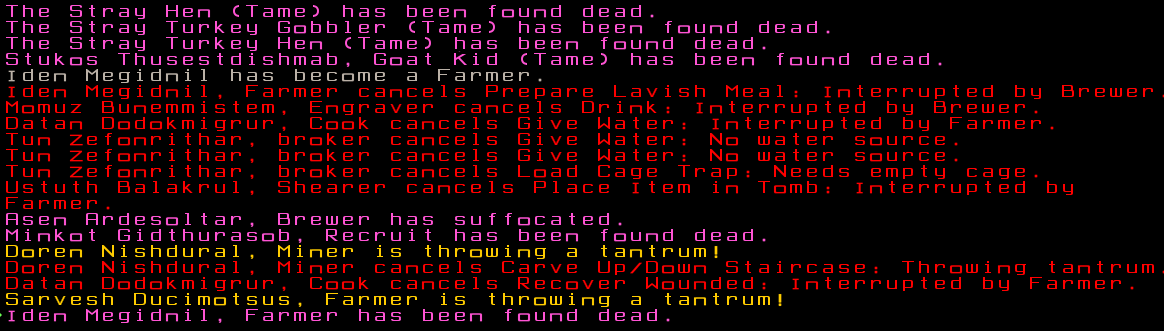 The Stray Hen (Tame) has been found dead.
The Stray Turkey Gobbler (Tame) has been found dead.
The Stray Turkey Hen (Tame) has been found dead.
Stukos Thusestdishmab, Goat Kid (Tame) has been found dead.
Iden Megidnil has become a Farmer.
Iden Megidnil, Farmer cancels Prepare Lavish Meal: Interrupted by Brewer.
Momuz Bunemmistem, Engraver cancels Drink: Interrupted by Brewer.
Datan Dodokmigrur, Cook cancels Give Water: Interrupted by Farmer.
Tun Zefonrithar, broker cancels Give Water: No water source.
Tun Zefonrithar, broker cancels Give Water: No water source.
Tun Zefonrithar, broker cancels Load Cage Trap: Needs empty cage.
Ustuth Balakrul, Shearer cancels Place Item in Tomb: Interrupted by
Farmer.
Asen Ardesoltar, Brewer has suffocated.
Minkot Gidthurasob, Recruit has been found dead.
Doren Nishdural, Miner is throwing a tantrum!
Doren Nishdural, Miner cancels Carve Up/Down Staircase: Throwing tantrum.
Datan Dodokmigrur, Cook cancels Recover Wounded: Interrupted by Farmer.
Sarvesh Ducimotsus, Farmer is throwing a tantrum!
Iden Megidnil, Farmer has been found dead.